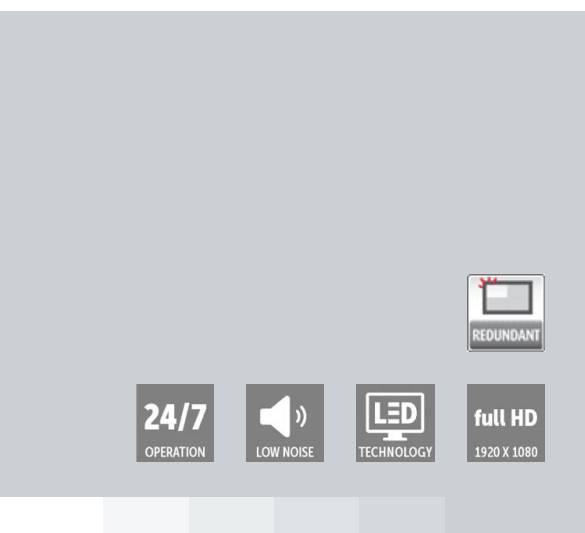 REDUNDANT
24/7
OPERATION
LOW NOISE
LED
TECHNOLOGY
full HD
1920 X 1080